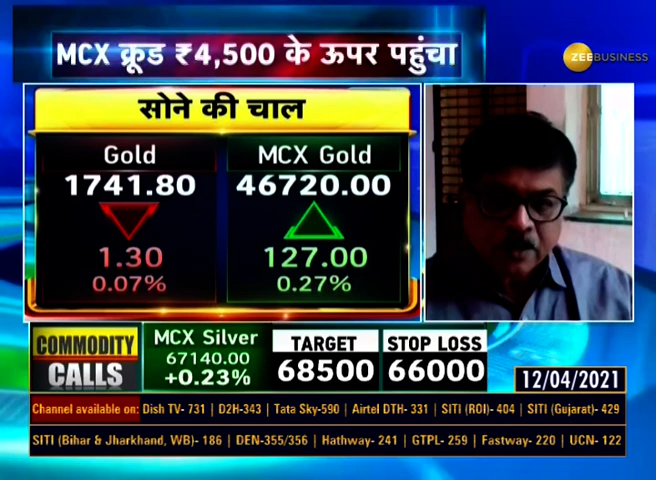 MCX क्रूड ₹4,500 के ऊपर पहुंचा
ZEEBUSINESS
सोने की चाल
Gold
1741.80
1.30
0.07%
MCX Gold
46720.00
127.00
0.27%
COMMODITY
CALLS
MCX Silver
67140.00
+0.23%
TARGET
68500
STOP LOSS
66000
12/04/2021
Channel available on: Dish TV- 731 | D2H-343 | Tata Sky-590 | Airtel DTH- 331 | SITI (ROI)- 404 | SITI (Gujarat)- 429
SITI (Bihar & Jharkhand, WB)- 186 | DEN-355/356 | Hathway- 241 | GTPL- 259 | Fastway- 220 | UCN- 122